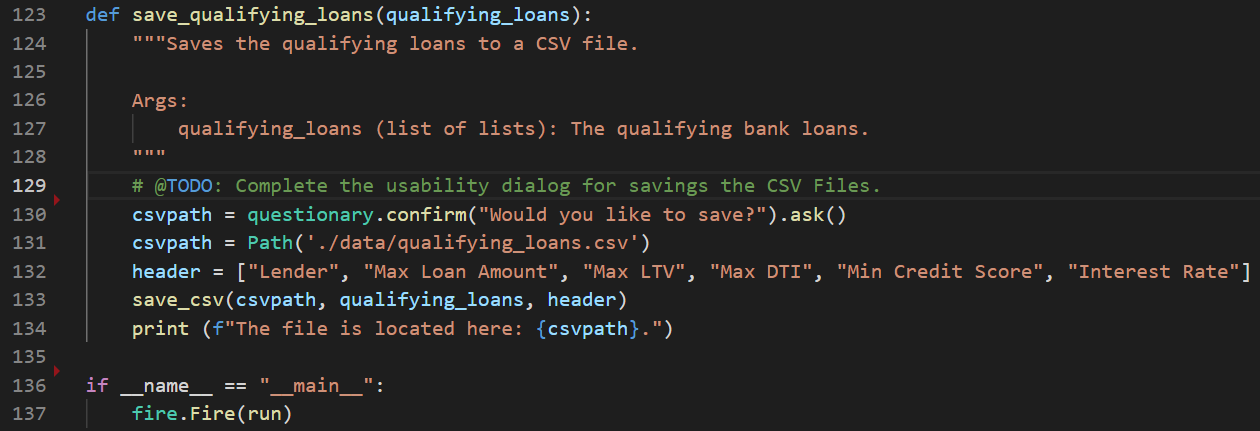 123 def save_qualifying_loans(qualifying_loans):
124     """Saves the qualifying loans to a CSV file.
125
126     Args:
127         qualifying_loans (list of lists): The qualifying bank loans.
128     """
129     # @TODO: Complete the usability dialog for savings the CSV Files.
130     csvpath = questionary.confirm("Would you like to save?").ask()
131     csvpath = Path('./data/qualifying_loans.csv')
132     header = ["Lender", "Max Loan Amount", "Max LTV", "Max DTI", "Min Credit Score", "Interest Rate"]
133     save_csv(csvpath, qualifying_loans, header)
134     print (f"The file is located here: {csvpath}.")
135
136 if __name__ == "__main__":
137     fire.Fire(run)